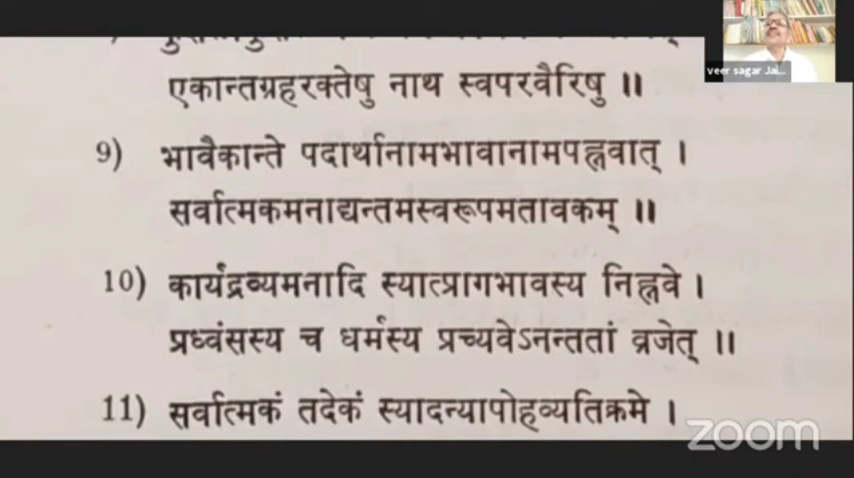 एकान्तग्रहरक्तेषु नाथ स्वपरवैरिषु ॥
9) भावैकान्ते पदार्थानामभावानामपह्नवात् ।
सर्वात्मकमनाद्यन्तमस्वरूपमतावकम् ॥
10) कार्यद्रव्यमनादि स्यात्प्रागभावस्य निह्नवे ।
प्रध्वंसस्य च धर्मस्य प्रच्यवेऽनन्ततां व्रजेत् ॥
11) सर्वात्मकं तदेकं स्यादन्यापोहव्यतिक्रमे ।
veer sagar Jai...
zoom